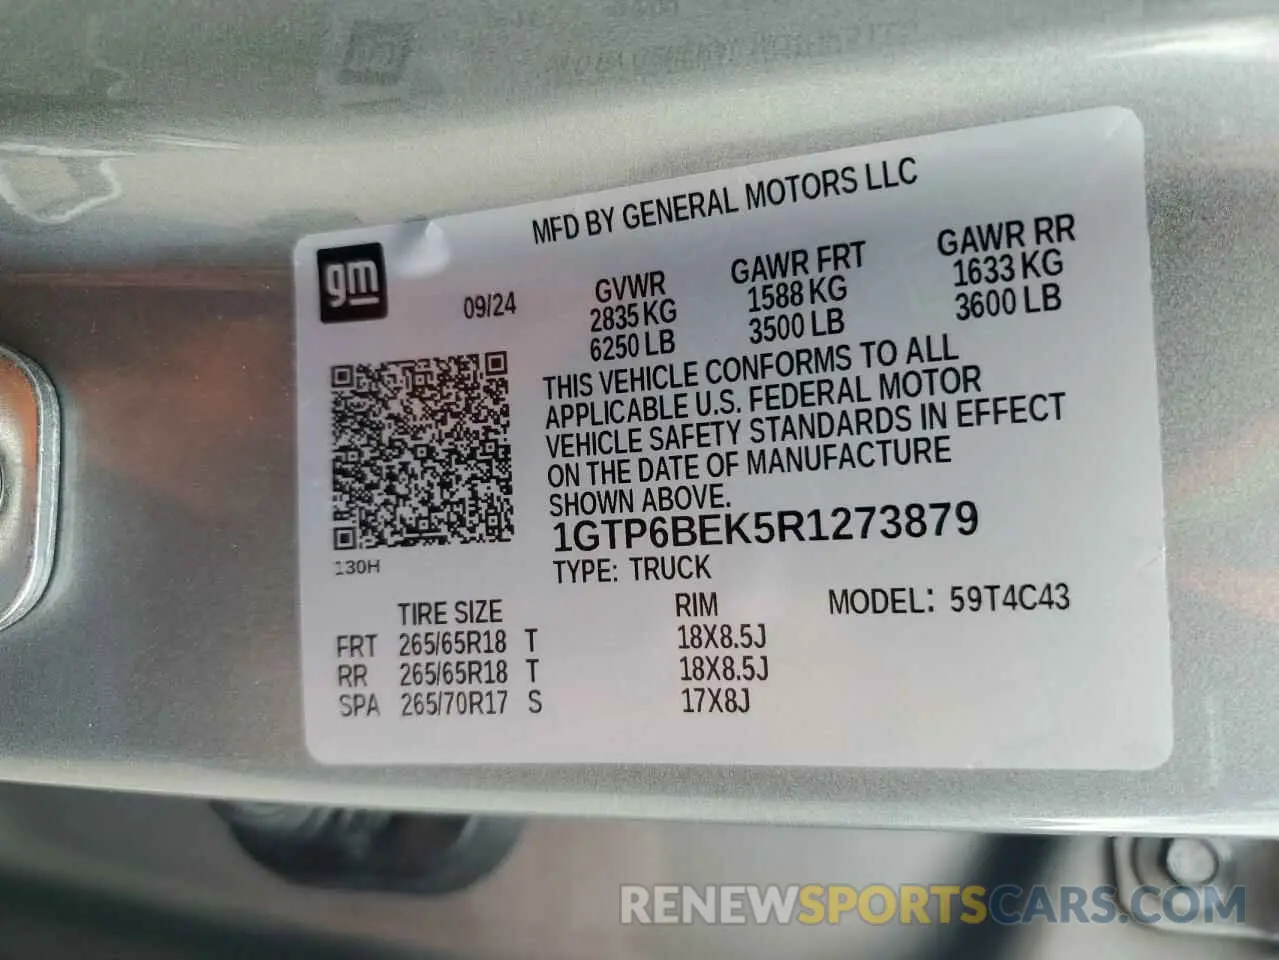 MFD BY GENERAL MOTORS LLC
gm
09/24
GVWR
2835 KG
6250 LB
GAWR FRT
1588 KG
3500 LB
GAWR RR
1633 KG
3600 LB
THIS VEHICLE CONFORMS TO ALL
APPLICABLE U.S. FEDERAL MOTOR
VEHICLE SAFETY STANDARDS IN EFFECT
ON THE DATE OF MANUFACTURE
SHOWN ABOVE.
1GTP6BEK5R1273879
130H
TYPE: TRUCK
TIRE SIZE RIM MODEL: 59T4C43
FRT 265/65R18 T 18X8.5J
RR 265/65R18 T 18X8.5J
SPA 265/70R17 S 17X8J
RENEWSPORTSCARS.COM